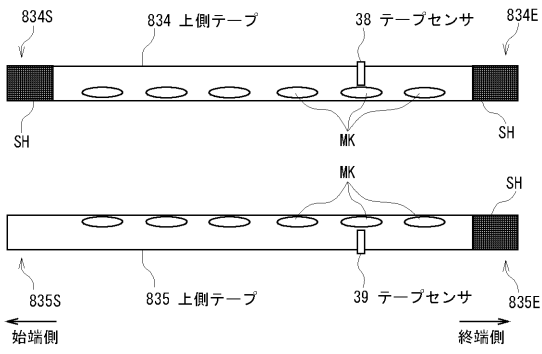 834S
834 上側テープ
38 テープセンサ
834E
SH
MK
SH
MK
SH
835S
835 上側テープ
39 テープセンサ
835E
始端側
終端側